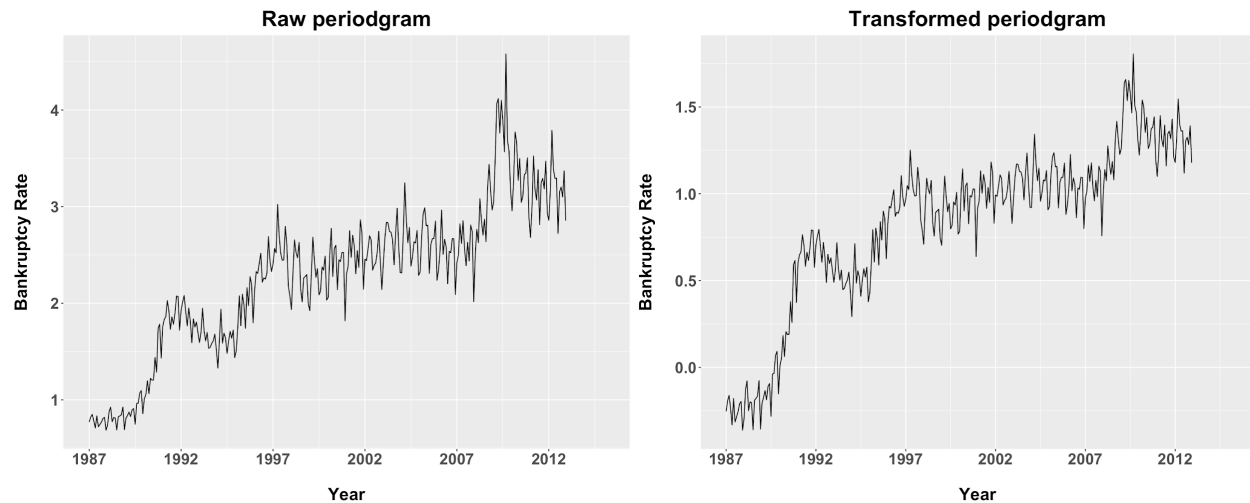 Raw periodgram
Bankruptcy Rate
4
3
2
1
1987 1992 1997 2002 2007 2012
Year
Transformed periodgram
Bankruptcy Rate
1.5
1.0
0.5
0.0
1987 1992 1997 2002 2007 2012
Year